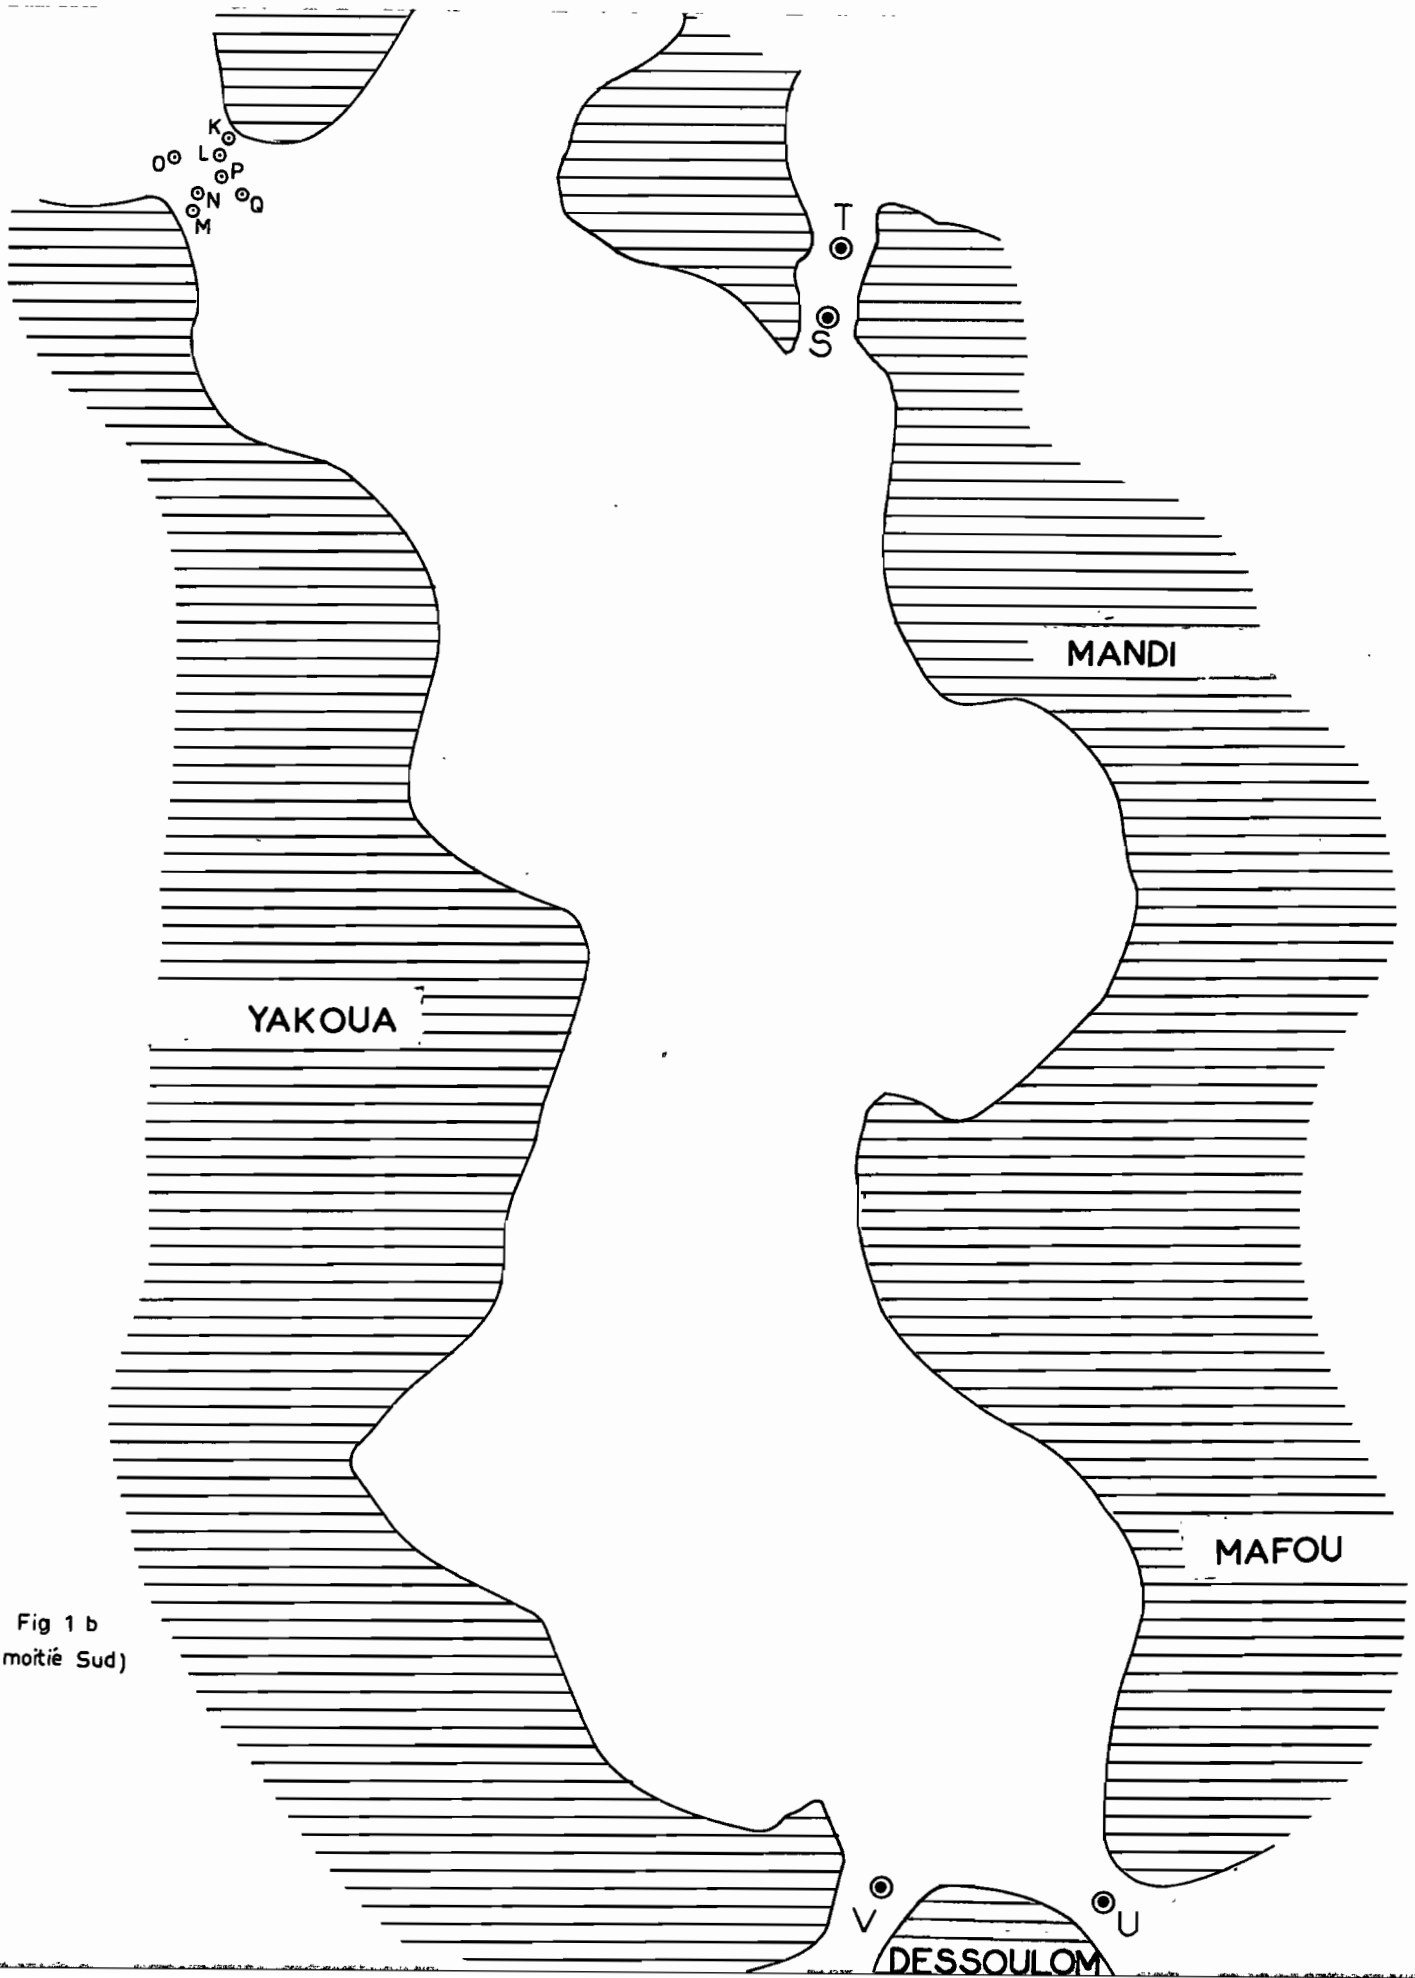 K
O L
P
N Q
M
T
S
MANDI
YAKOUA
MAFOU
Fig 1 b
moitié Sud)
V U
DESSOULOM